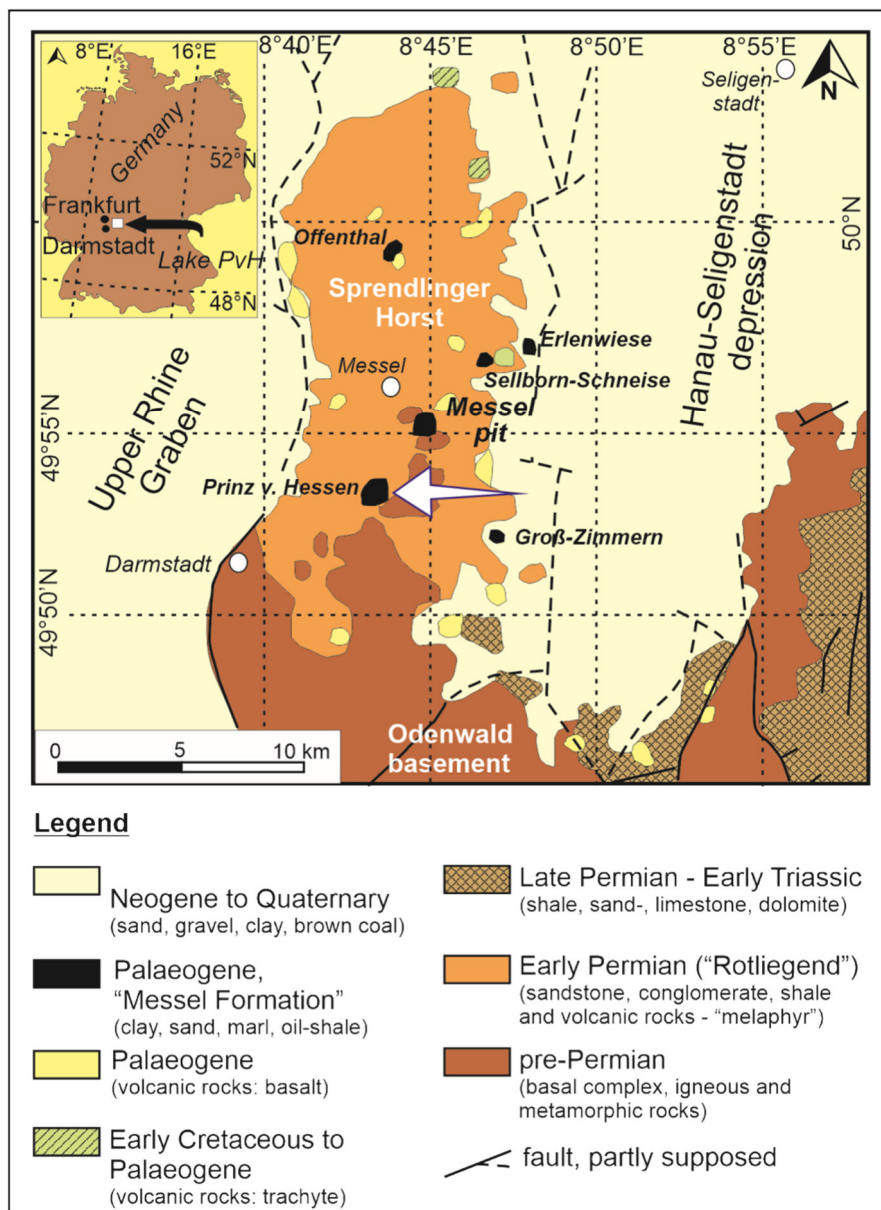 8°E
16°E
Germany
52°N
Frankfurt
Darmstadt
Lake PvH
48°N
8°40'E
8°45'E
8°50'E
8°55'E
Seligen-
stadt
N
50°N
Offenthal
Sprendlinger
Horst
Erlenwiese
Messel
Sellborn-Schneise
Messel
pit
Hanau-Seligenstadt
depression
Upper Rhine
Graben
49°55'N
Prinz v. Hessen
Groß-Zimmern
Darmstadt
49°50'N
Odenwald
basement
0 5 10 km
Legend
Neogene to Quaternary
(sand, gravel, clay, brown coal)
Palaeogene,
“Messel Formation”
(clay, sand, marl, oil-shale)
Palaeogene
(volcanic rocks: basalt)
Early Cretaceous to
Palaeogene
(volcanic rocks: trachyte)
Late Permian - Early Triassic
(shale, sand-, limestone, dolomite)
Early Permian (“Rotliegend”)
(sandstone, conglomerate, shale
and volcanic rocks - “melaphyr”)
pre-Permian
(basal complex, igneous and
metamorphic rocks)
fault, partly supposed